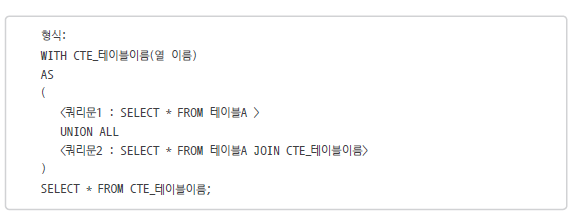 형식:
WITH CTE_테이블이름(열 이름)
AS
(
<쿼리문1 : SELECT * FROM 테이블A >
UNION ALL
<쿼리문2 : SELECT * FROM 테이블A JOIN CTE_테이블이름>
)
SELECT * FROM CTE_테이블이름;